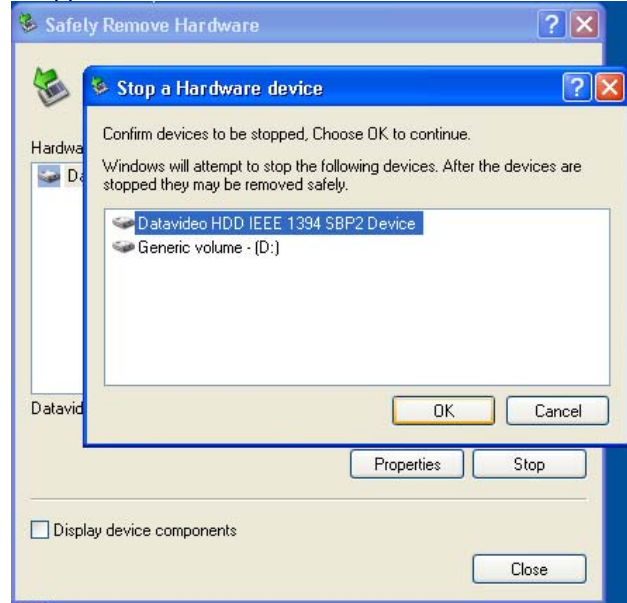 Safely Remove Hardware
Stop a Hardware device
Confirm devices to be stopped, Choose OK to continue.
Windows will attempt to stop the following devices. After the devices are
stopped they may be removed safely.
Datavideo HDD IEEE 1394 SBP2 Device
Generic volume - (D:)
OK Cancel
Properties Stop
Display device components
Close